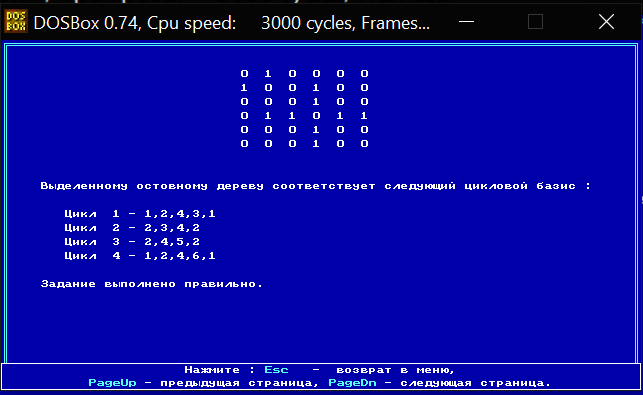 DOSBox 0.74, Cpu speed: 3000 cycles, Frames...
0 1 0 0 0 0
1 0 0 1 0 0
0 0 0 1 0 0
0 1 1 0 1 1
0 0 0 1 0 0
0 0 0 1 0 0
Выделенному остовному дереву соответствует следующий цикловой базис :
Цикл 1 - 1,2,4,3,1
Цикл 2 - 2,3,4,2
Цикл 3 - 2,4,5,2
Цикл 4 - 1,2,4,6,1
Задание выполнено правильно.
Нажмите : Esc - возврат в меню,
PageUp - предыдущая страница, PageDn - следующая страница.